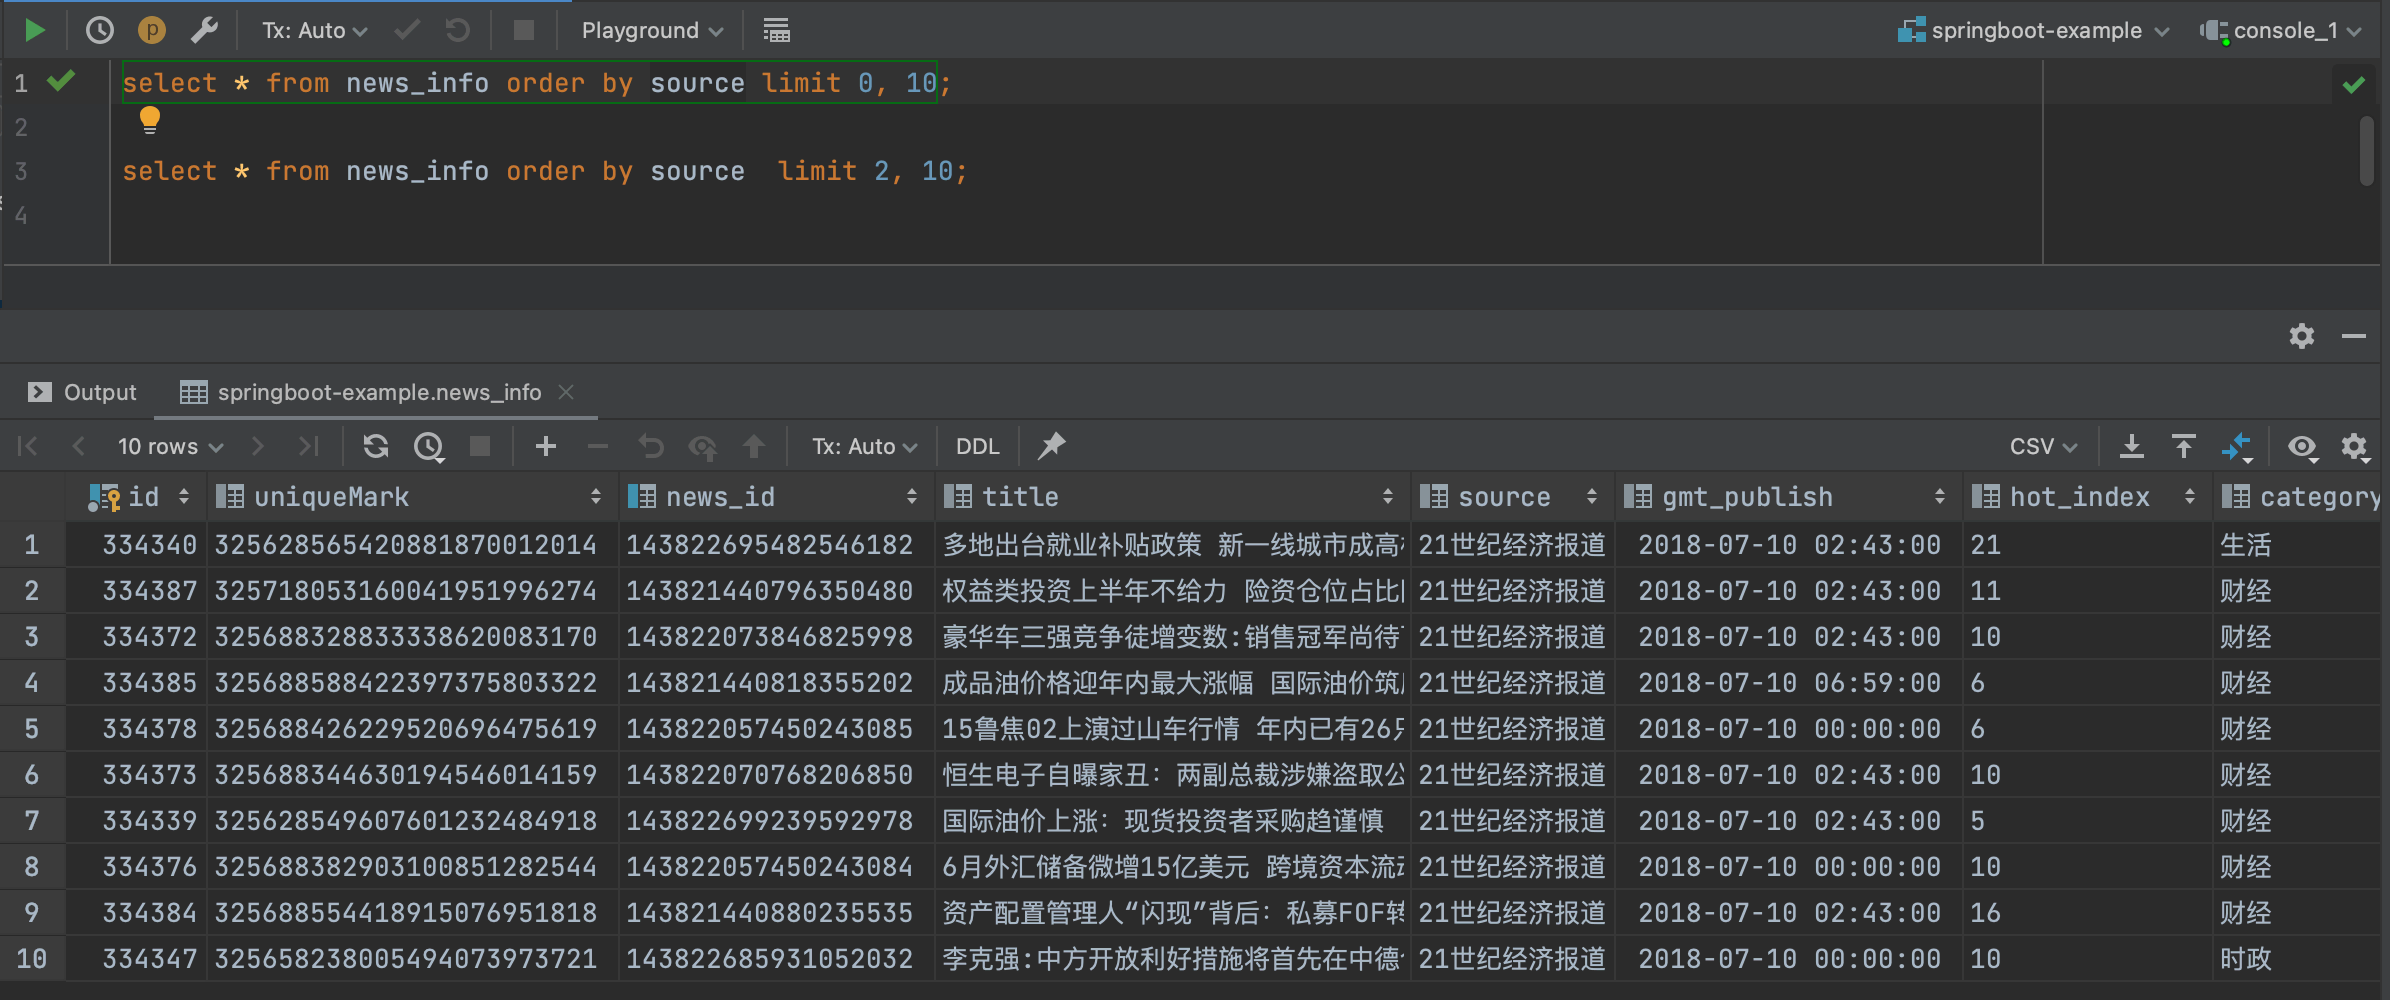 Tx: Auto Playground springboot-example console_1
1 select * from news_info order by source limit 0, 10;
2
3 select * from news_info order by source limit 2, 10;
4
Output springboot-example.news_info
10 rows Tx: Auto DDL CSV
id uniqueMark news_id title source gmt_publish hot_index category
1 334340 325628565420881870012014 143822695482546182 多地出台就业补贴政策 新一线城市成高 21世纪经济报道 2018-07-10 02:43:00 21 生活
2 334387 325718053160041951996274 143821440796350480 权益类投资上半年不给力 险资仓位占比 21世纪经济报道 2018-07-10 02:43:00 11 财经
3 334372 325688328833338620083170 143822073846825998 豪华车三强竞争徒增变数:销售冠军尚待 21世纪经济报道 2018-07-10 02:43:00 10 财经
4 334385 325688588422397375803322 143821440818355202 成品油价格迎年内最大涨幅 国际油价筑 21世纪经济报道 2018-07-10 06:59:00 6 财经
5 334378 325688426229520696475619 143822057450243085 15鲁焦02上演过山车行情 年内已有26只 21世纪经济报道 2018-07-10 00:00:00 6 财经
6 334373 325688344630194546014159 143822070768206850 恒生电子自曝家丑：两副总裁涉嫌盗取公 21世纪经济报道 2018-07-10 02:43:00 10 财经
7 334339 325628549607601232484918 143822699239592978 国际油价上涨：现货投资者采购趋谨慎 21世纪经济报道 2018-07-10 02:43:00 5 财经
8 334376 325688382903100851282544 143822057450243084 6月外汇储备微增15亿美元 跨境资本流动 21世纪经济报道 2018-07-10 00:00:00 10 财经
9 334384 325688554418915076951818 143821440880235535 资产配置管理人“闪现”背后：私募FOF转 21世纪经济报道 2018-07-10 02:43:00 16 财经
10 334347 325658238005494073973721 143822685931052032 李克强:中方开放利好措施将首先在中德 21世纪经济报道 2018-07-10 00:00:00 10 时政